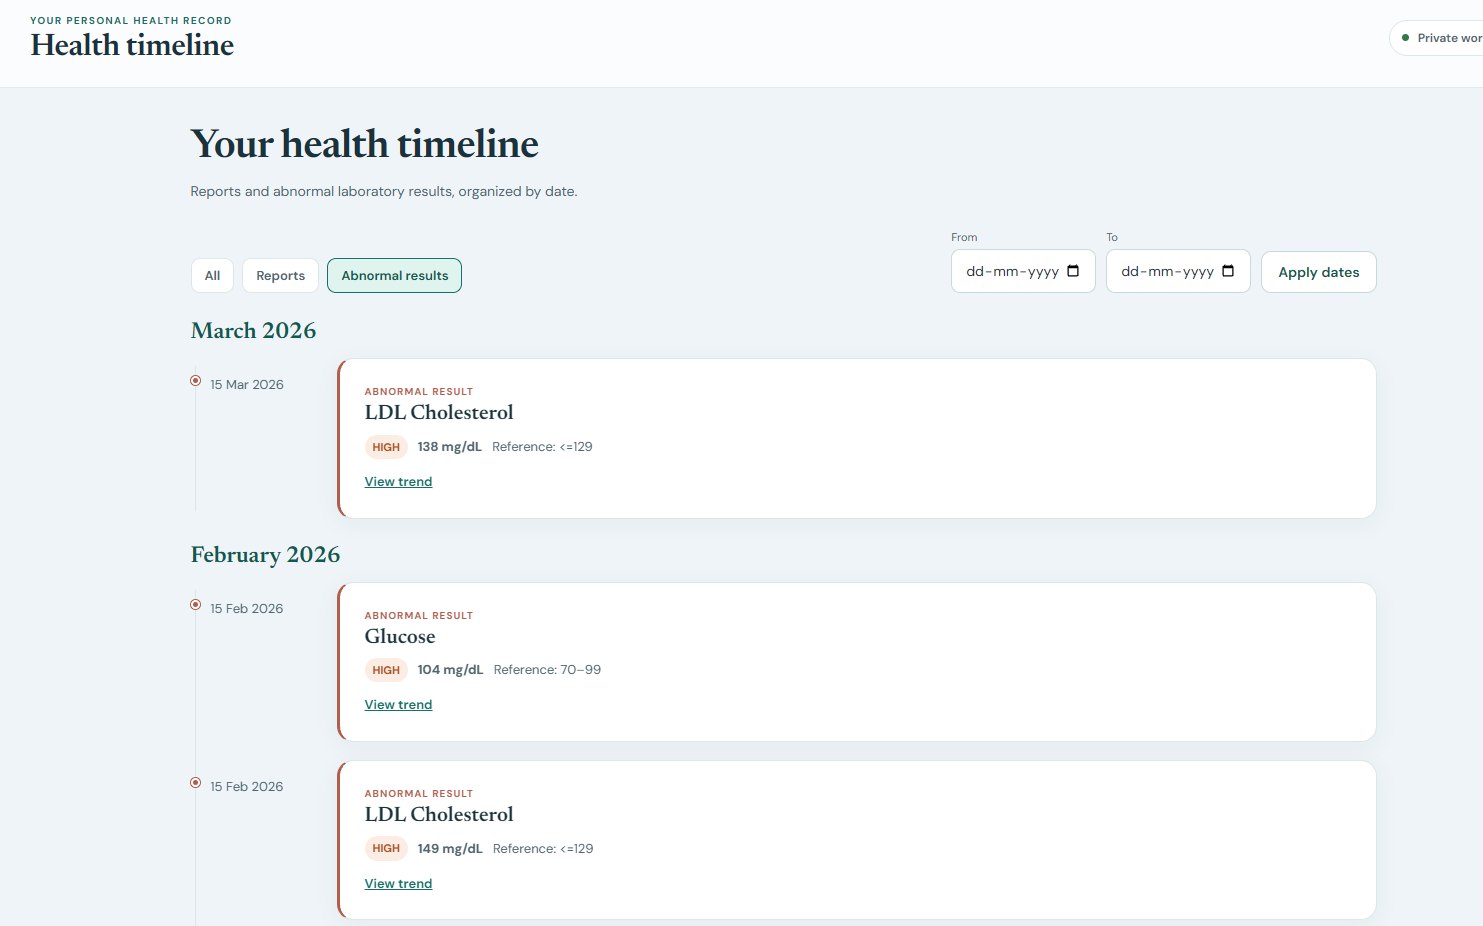 YOUR PERSONAL HEALTH RECORD
Health timeline
Private wor
Your health timeline
Reports and abnormal laboratory results, organized by date.
From
To
All
Reports
Abnormal results
dd-mm-yyyy
dd-mm-yyyy
Apply dates
March 2026
15 Mar 2026
ABNORMAL RESULT
LDL Cholesterol
HIGH 138 mg/dL Reference: <=129
View trend
February 2026
15 Feb 2026
ABNORMAL RESULT
Glucose
HIGH 104 mg/dL Reference: 70–99
View trend
15 Feb 2026
ABNORMAL RESULT
LDL Cholesterol
HIGH 149 mg/dL Reference: <=129
View trend